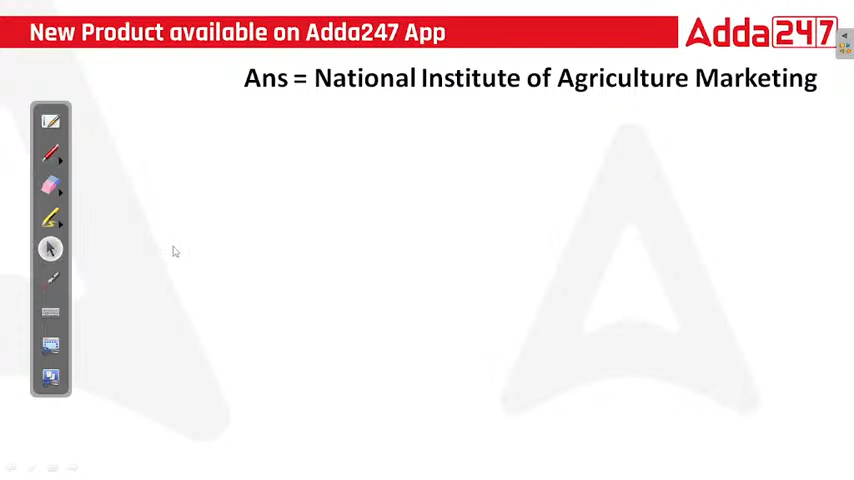 New Product available on Adda247 App
Adda247
Ans = National Institute of Agriculture Marketing